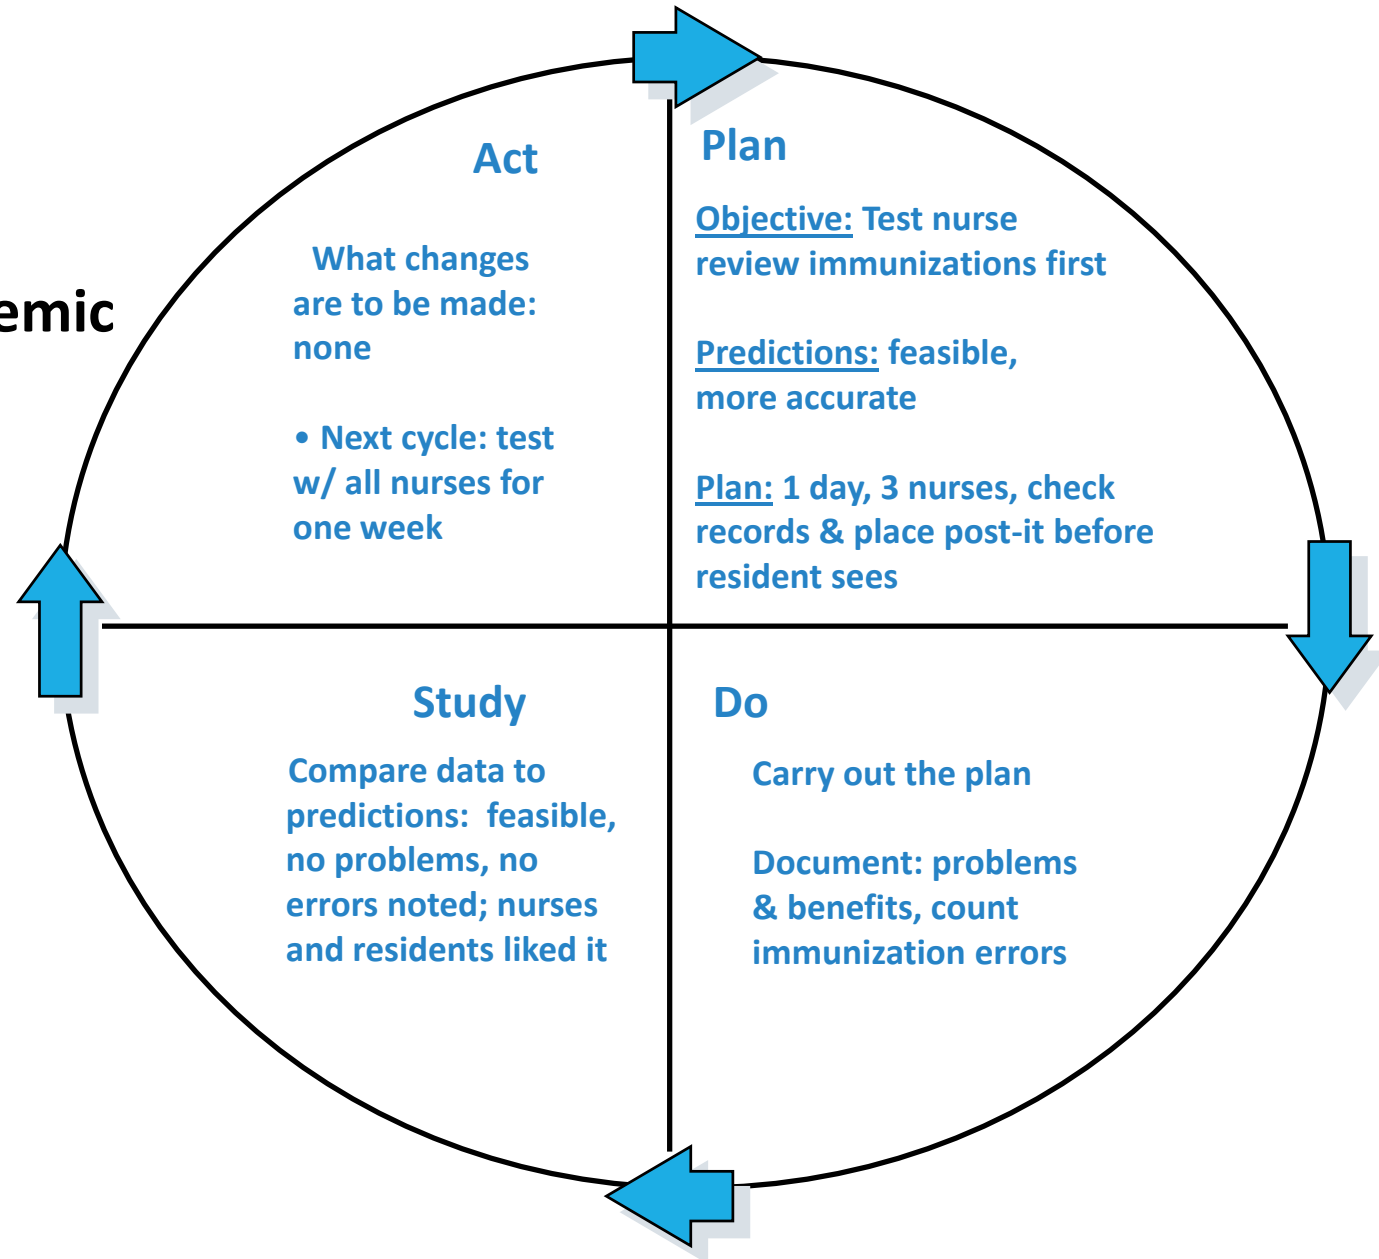 Act
What changes
are to be made:
none
• Next cycle: test
w/ all nurses for
one week
Plan
Objective: Test nurse
review immunizations first
Predictions: feasible,
more accurate
Plan: 1 day, 3 nurses, check
records & place post-it before
resident sees
emic
Study
Compare data to
predictions:  feasible,
no problems, no
errors noted; nurses
and residents liked it
Do
Carry out the plan
Document: problems
& benefits, count
immunization errors